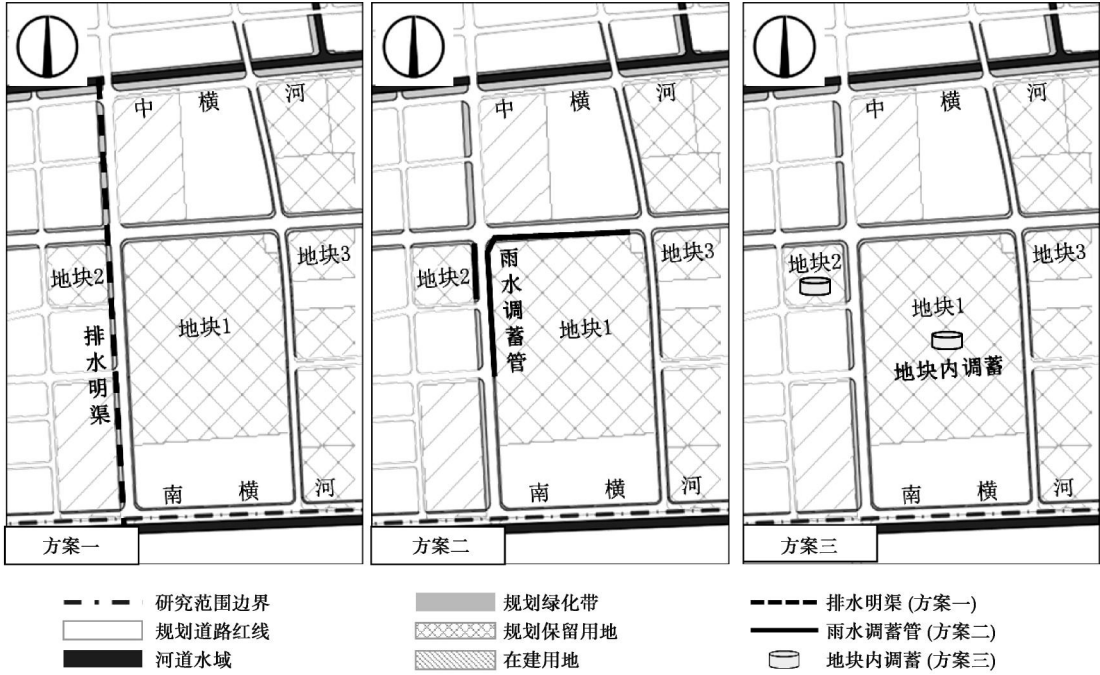 中横河
地块2
地块3
地块1
排水明渠
南横河
方案一
中横河
地块2
地块3
雨水调蓄管
地块1
南横河
方案二
中横河
地块2
地块3
地块1
地块内调蓄
南横河
方案三
研究范围边界
规划绿化带
排水明渠 (方案一)
规划道路红线
规划保留用地
雨水调蓄管 (方案二)
河道水域
在建用地
地块内调蓄 (方案三)